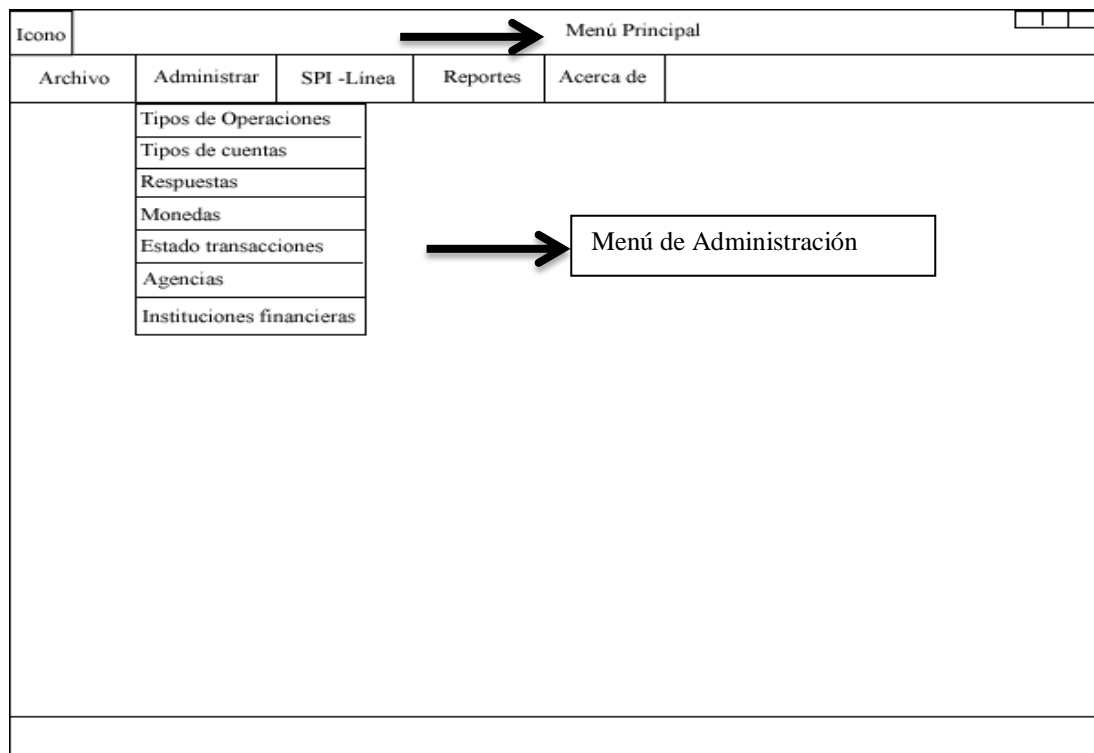 Icono
Menú Principal
Archivo
Administrar
SPI -Línea
Reportes
Acerca de
Tipos de Operaciones
Tipos de cuentas
Respuestas
Monedas
Estado transacciones
Agencias
Instituciones financieras
Menú de Administración